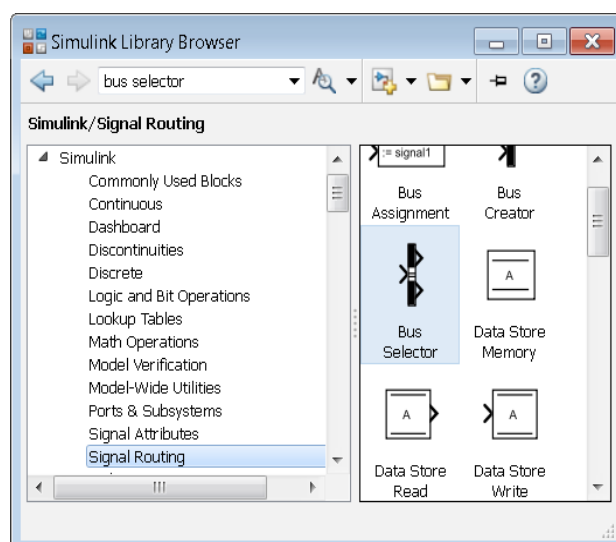 Simulink Library Browser
bus selector
Simulink/Signal Routing
Simulink
Commonly Used Blocks
Continuous
Dashboard
Discontinuities
Discrete
Logic and Bit Operations
Lookup Tables
Math Operations
Model Verification
Model-Wide Utilities
Ports & Subsystems
Signal Attributes
Signal Routing
:= signal1
Bus
Assignment
Bus
Creator
Bus
Selector
A
Data Store
Memory
A
Data Store
Read
A
Data Store
Write